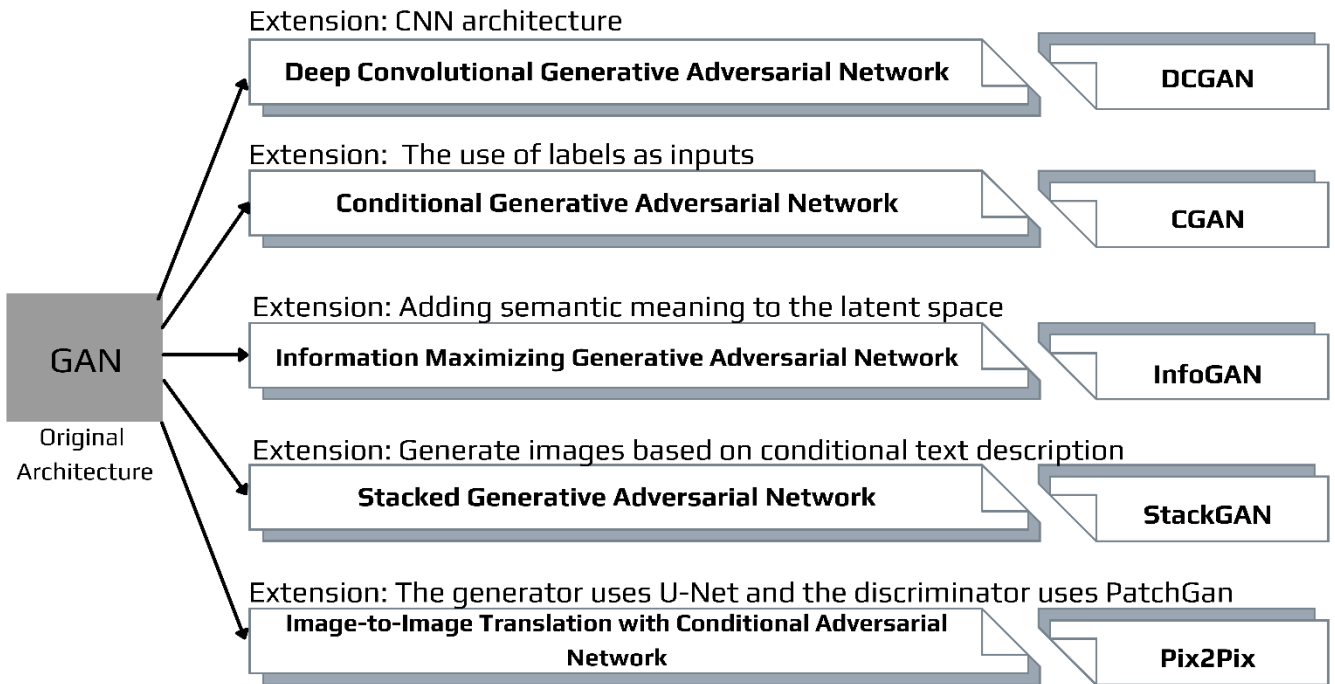 Extension: CNN architecture
Deep Convolutional Generative Adversarial Network
DCGAN
Extension: The use of labels as inputs
Conditional Generative Adversarial Network
CGAN
GAN
Original
Architecture
Extension: Adding semantic meaning to the latent space
Information Maximizing Generative Adversarial Network
InfoGAN
Extension: Generate images based on conditional text description
Stacked Generative Adversarial Network
StackGAN
Extension: The generator uses U-Net and the discriminator uses PatchGan
Image-to-Image Translation with Conditional Adversarial
Network
Pix2Pix